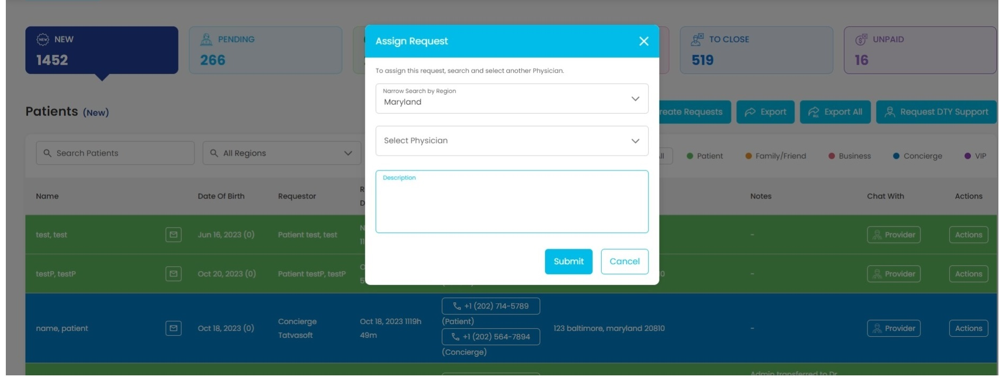 NEW
1452
PENDING
266
TO CLOSE
519
UNPAID
16
Assign Request
To assign this request, search and select another Physician.
Narrow Search by Region
Maryland
Select Physician
Description
Submit
Cancel
Patients (New)
Requests
Export
Export All
Request DTY Support
Search Patients
All Regions
Patient
Family/Friend
Business
Concierge
VIP
Name
Date Of Birth
Requestor
Notes
Chat With
Actions
test, test
Jun 16, 2023 (0)
Patient test, test
-
Provider
Actions
testP, testP
Oct 20, 2023 (0)
Patient testP, testP
-
Provider
Actions
name, patient
Oct 18, 2023 (0)
Concierge
Tatvasoft
Oct 18, 2023 1119h
49m
+1 (202) 714-5789
(Patient)
+1 (202) 564-7894
(Concierge)
123 baltimore, maryland 20810
-
Provider
Actions
Admin transferred to Dr